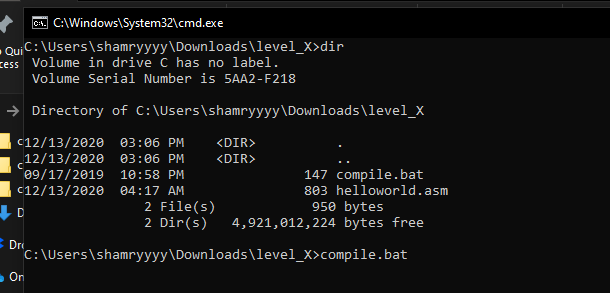 C:\Windows\System32\cmd.exe
C:\Users\shamryyyy\Downloads\level_X>dir
Volume in drive C has no label.
Volume Serial Number is 5AA2-F218
Directory of C:\Users\shamryyyy\Downloads\level_X
12/13/2020  03:06 PM    <DIR>          .
12/13/2020  03:06 PM    <DIR>          ..
09/17/2019  10:58 PM               147 compile.bat
12/13/2020  04:17 AM               803 helloworld.asm
2 File(s)            950 bytes
2 Dir(s)   4,921,012,224 bytes free
C:\Users\shamryyyy\Downloads\level_X>compile.bat